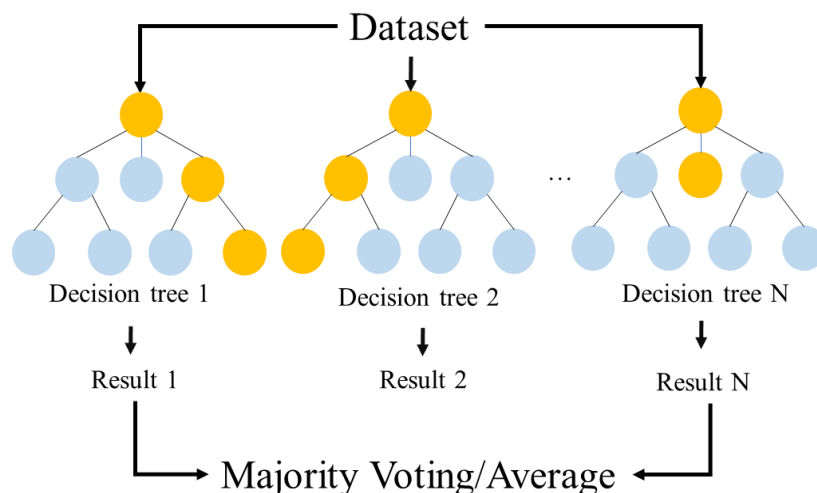 Dataset
...
Decision tree 1
Decision tree 2
Decision tree N
Result 1
Result 2
Result N
Majority Voting/Average